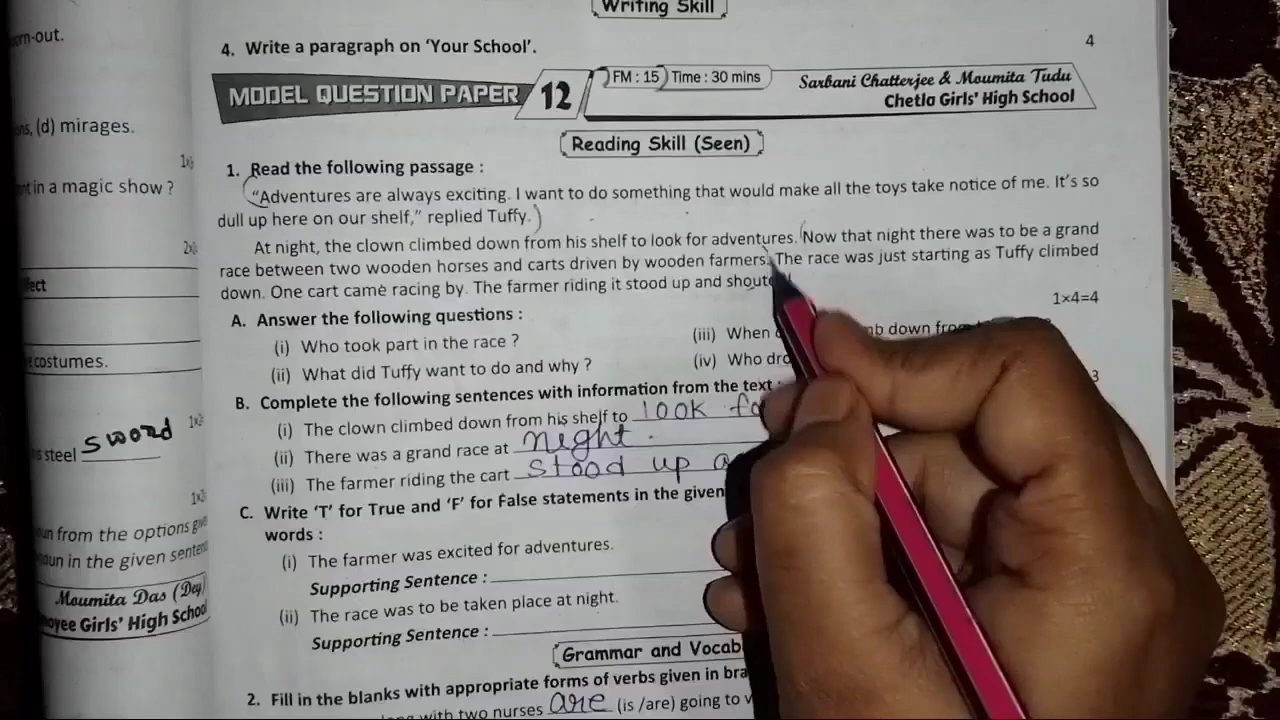 Writing Skill
orn-out.
4. Write a paragraph on 'Your School'.
4
MODEL QUESTION PAPER 12
FM : 15 Time : 30 mins
Sarbani Chatterjee & Moumita Tudu
Chetla Girls' High School
Reading Skill (Seen)
(d) mirages.
in a magic show ?
1. Read the following passage :
"Adventures are always exciting. I want to do something that would make all the toys take notice of me. It's so
dull up here on our shelf," replied Tuffy.
At night, the clown climbed down from his shelf to look for adventures. Now that night there was to be a grand
race between two wooden horses and carts driven by wooden farmers. The race was just starting as Tuffy climbed
down. One cart came racing by. The farmer riding it stood up and
1×4=4
A. Answer the following questions :
(i) Who took part in the race ?
(iii) When down
(ii) What did Tuffy want to do and why ?
(iv) Who
B. Complete the following sentences with information from the text :
3
(i) The clown climbed down from his shelf to look
(ii) There was a grand race at night.
(iii) The farmer riding the cart stood up
costumes.
steel sword
C. Write 'T' for True and 'F' for False statements in the given
words :
(i) The farmer was excited for adventures.
Supporting Sentence :
(ii) The race was to be taken place at night.
Supporting Sentence :
from the options
in the given
Moumita Das (Dey)
Girls' High School
Grammar and
2. Fill in the blanks with appropriate forms of verbs given in
with two nurses are (is /are) going to